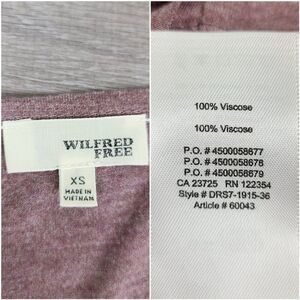 WILFRED
FREE
XS
MADE IN
VIETNAM
100% Viscose
100% Viscose
P.O. # 4500058677
P.O. # 4500058678
P.O. # 4500058679
CA 23725 RN 122354
Style # DRS7-1915-36
Article # 60043